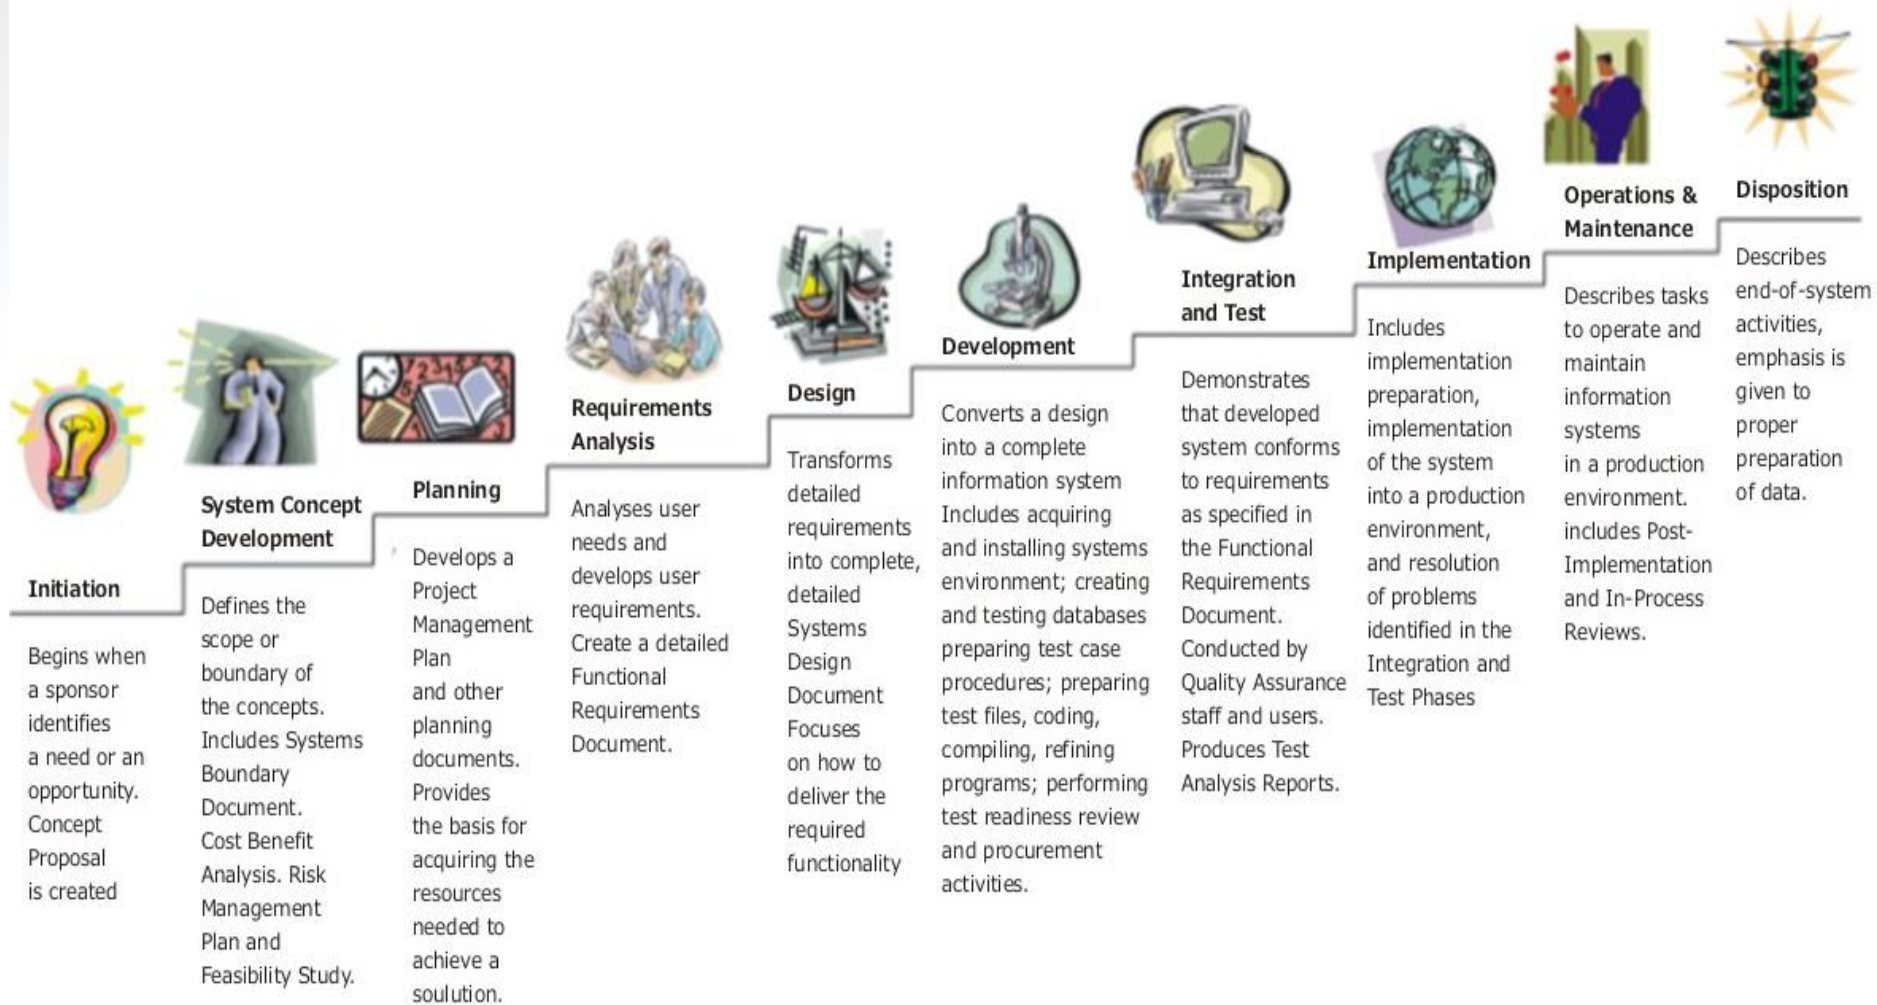 Initiation
Begins when
a sponsor
identifies
a need or an
opportunity.
Concept
Proposal
is created
System Concept
Development
Defines the
scope or
boundary of
the concepts.
Includes Systems
Boundary
Document.
Cost Benefit
Analysis. Risk
Management
Plan and
Feasibility Study.
Planning
Develops a
Project
Management
Plan
and other
planning
documents.
Provides
the basis for
acquiring the
resources
needed to
achieve a
soulution.
Requirements
Analysis
Analyses user
needs and
develops user
requirements.
Create a detailed
Functional
Requirements
Document.
Design
Transforms
detailed
requirements
into complete,
detailed
Systems
Design
Document
Focuses
on how to
deliver the
required
functionality
Development
Converts a design
into a complete
information system
Includes acquiring
and installing systems
environment; creating
and testing databases
preparing test case
procedures; preparing
test files, coding,
compiling, refining
programs; performing
test readiness review
and procurement
activities.
Integration
and Test
Demonstrates
that developed
system conforms
to requirements
as specified in
the Functional
Requirements
Document.
Conducted by
Quality Assurance
staff and users.
Produces Test
Analysis Reports.
Implementation
Includes
implementation
preparation,
implementation
of the system
into a production
environment,
and resolution
of problems
identified in the
Integration and
Test Phases
Operations &
Maintenance
Describes tasks
to operate and
maintain
information
systems
in a production
environment.
includes Post-
Implementation
and In-Process
Reviews.
Disposition
Describes
end-of-system
activities,
emphasis is
given to
proper
preparation
of data.